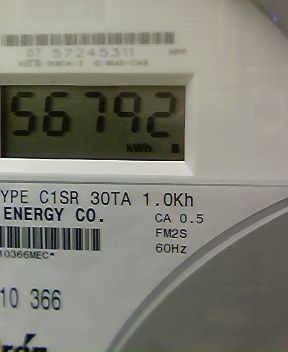 07 57245311 HPP
56792
kWh
YPE C1SR 30TA 1.0Kh
ENERGY CO. CA 0.5
FM2S
10366MEC* 60Hz
10 366